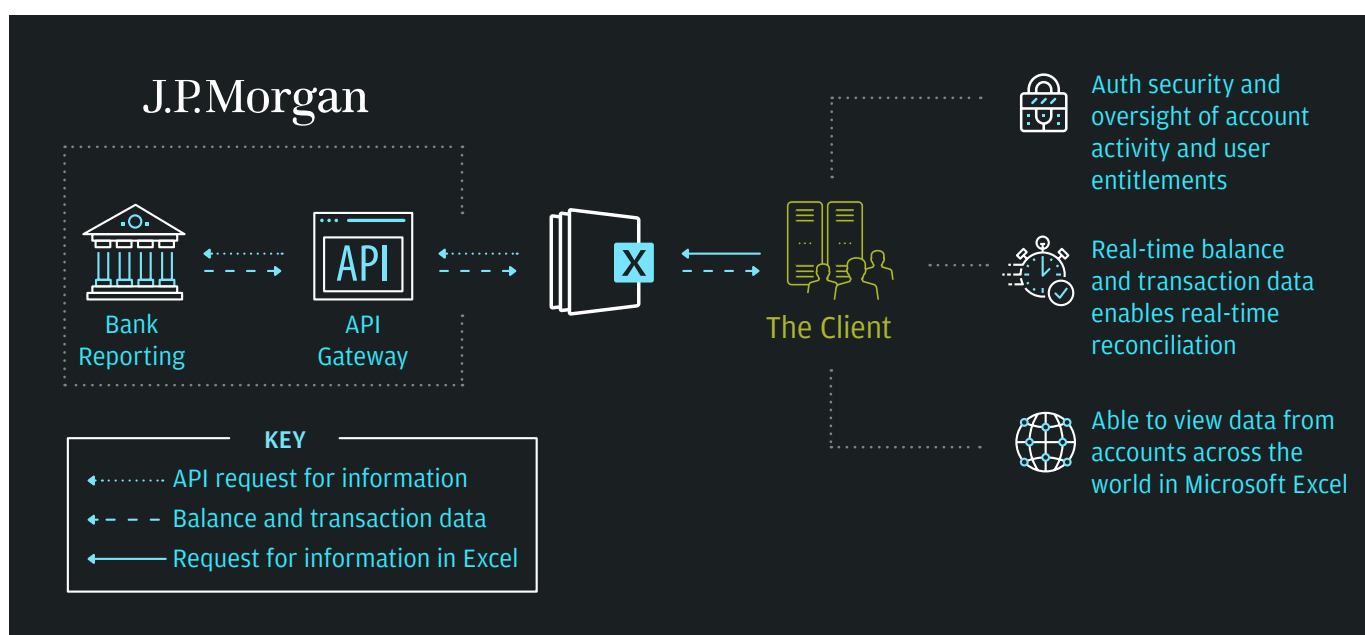 J.P.Morgan
Bank
Reporting
API
API
Gateway
X
The Client
Auth security and
oversight of account
activity and user
entitlements
Real-time balance
and transaction data
enables real-time
reconciliation
Able to view data from
accounts across the
world in Microsoft Excel
KEY
API request for information
Balance and transaction data
Request for information in Excel